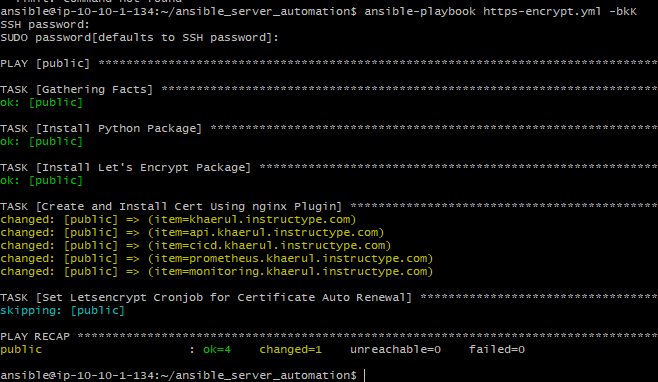 ansible@ip-10-10-1-134:~/ansible_server_automation$ ansible-playbook https-encrypt.yml -bkK
SSH password:
SUDO password[defaults to SSH password]:
PLAY [public] ********************************************************************************
TASK [Gathering Facts] ***********************************************************************
ok: [public]
TASK [Install Python Package] ****************************************************************
ok: [public]
TASK [Install Let's Encrypt Package] *********************************************************
ok: [public]
TASK [Create and Install Cert Using nginx Plugin] ********************************************
changed: [public] => (item=khaerul.instructype.com)
changed: [public] => (item=api.khaerul.instructype.com)
changed: [public] => (item=cicd.khaerul.instructype.com)
changed: [public] => (item=prometheus.khaerul.instructype.com)
changed: [public] => (item=monitoring.khaerul.instructype.com)
TASK [Set Letsencrypt Cronjob for Certificate Auto Renewal] **********************************
skipping: [public]
PLAY RECAP ***********************************************************************************
public                     : ok=4    changed=1    unreachable=0    failed=0
ansible@ip-10-10-1-134:~/ansible_server_automation$